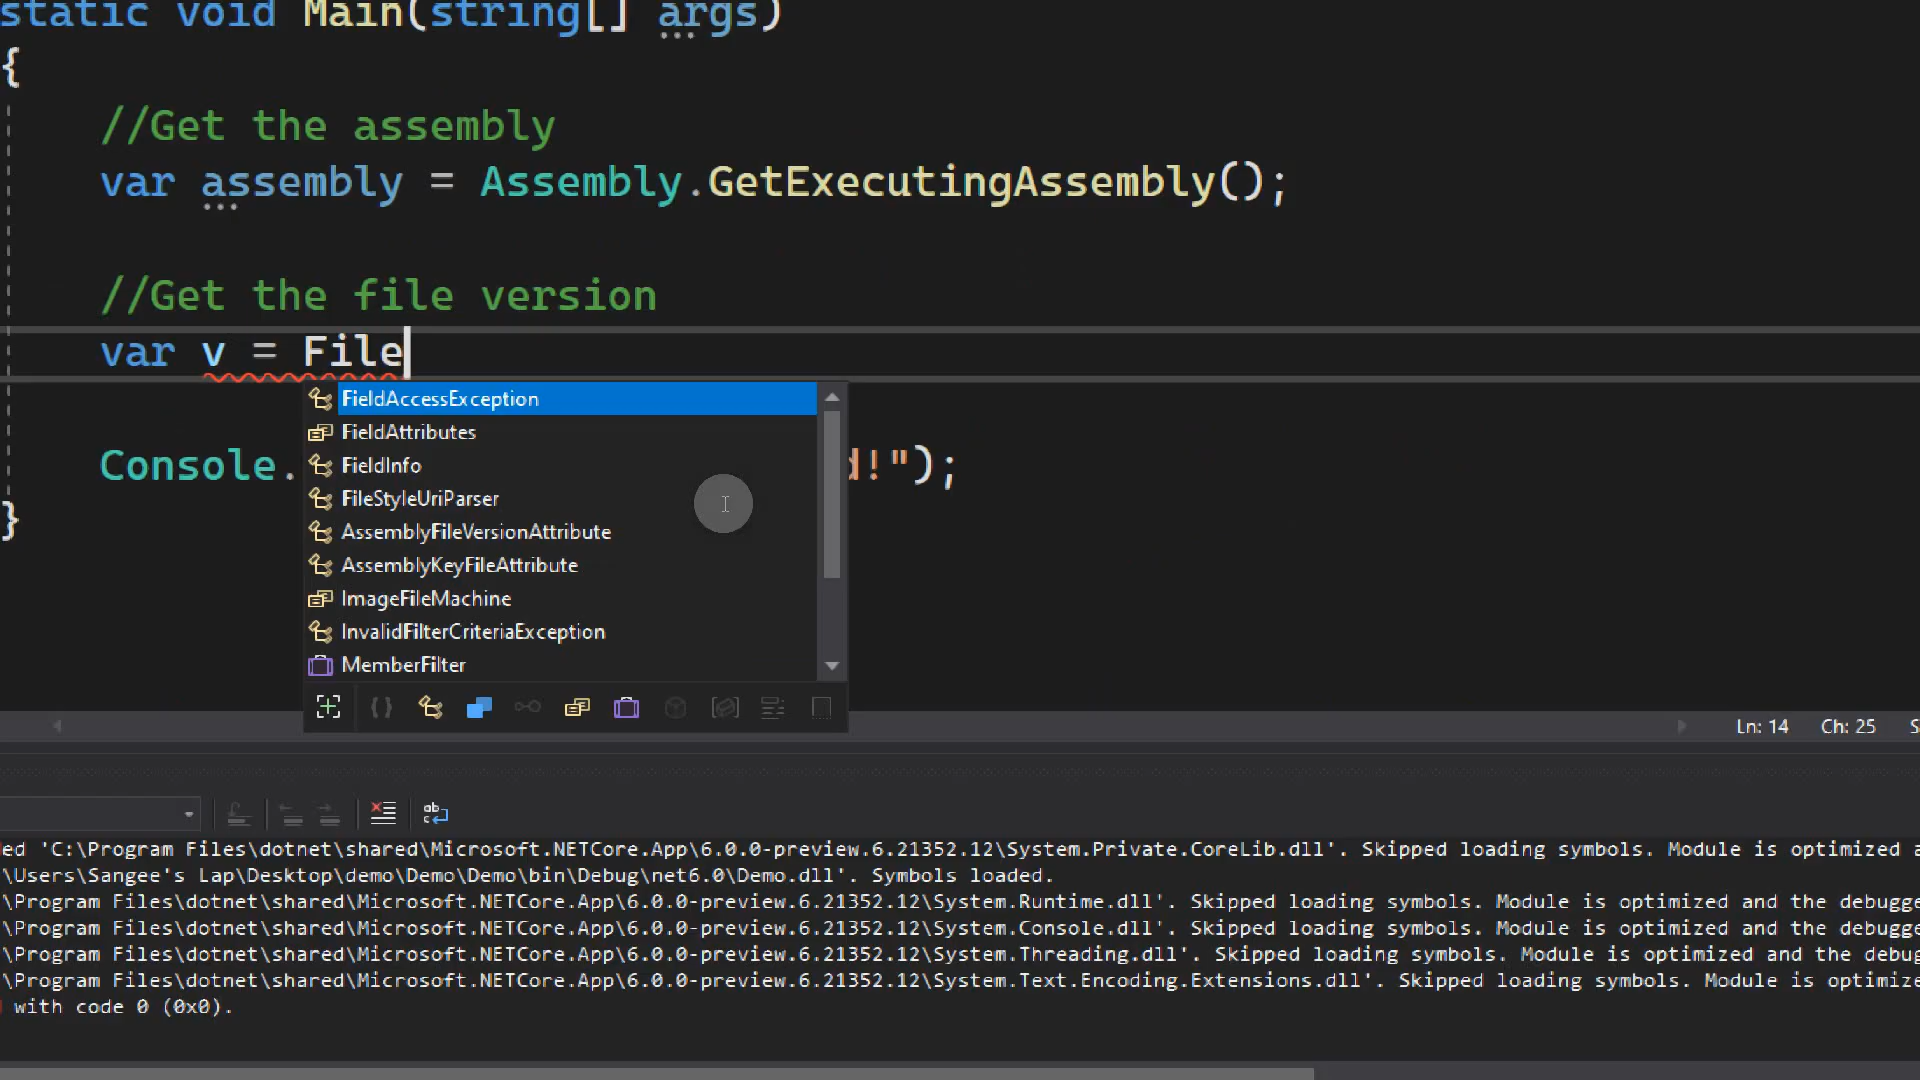 static void Main(string[] args)
{
//Get the assembly
var assembly = Assembly.GetExecutingAssembly();
//Get the file version
var v = File
FieldAccessException
FieldAttributes
FieldInfo
FileStyleUriParser
AssemblyFileVersionAttribute
AssemblyKeyFileAttribute
ImageFileMachine
InvalidFilterCriteriaException
MemberFilter
Console. d!");
}
Ln: 14 Ch: 25 S
ed 'C:\Program Files\dotnet\shared\Microsoft.NETCore.App\6.0.0-preview.6.21352.12\System.Private.CoreLib.dll'. Skipped loading symbols. Module is optimized a
\Users\Sangee's Lap\Desktop\demo\Demo\Demo\bin\Debug\net6.0\Demo.dll'. Symbols loaded.
\Program Files\dotnet\shared\Microsoft.NETCore.App\6.0.0-preview.6.21352.12\System.Runtime.dll'. Skipped loading symbols. Module is optimized and the debugge
\Program Files\dotnet\shared\Microsoft.NETCore.App\6.0.0-preview.6.21352.12\System.Console.dll'. Skipped loading symbols. Module is optimized and the debugge
\Program Files\dotnet\shared\Microsoft.NETCore.App\6.0.0-preview.6.21352.12\System.Threading.dll'. Skipped loading symbols. Module is optimized and the debug
\Program Files\dotnet\shared\Microsoft.NETCore.App\6.0.0-preview.6.21352.12\System.Text.Encoding.Extensions.dll'. Skipped loading symbols. Module is optimize
with code 0 (0x0).